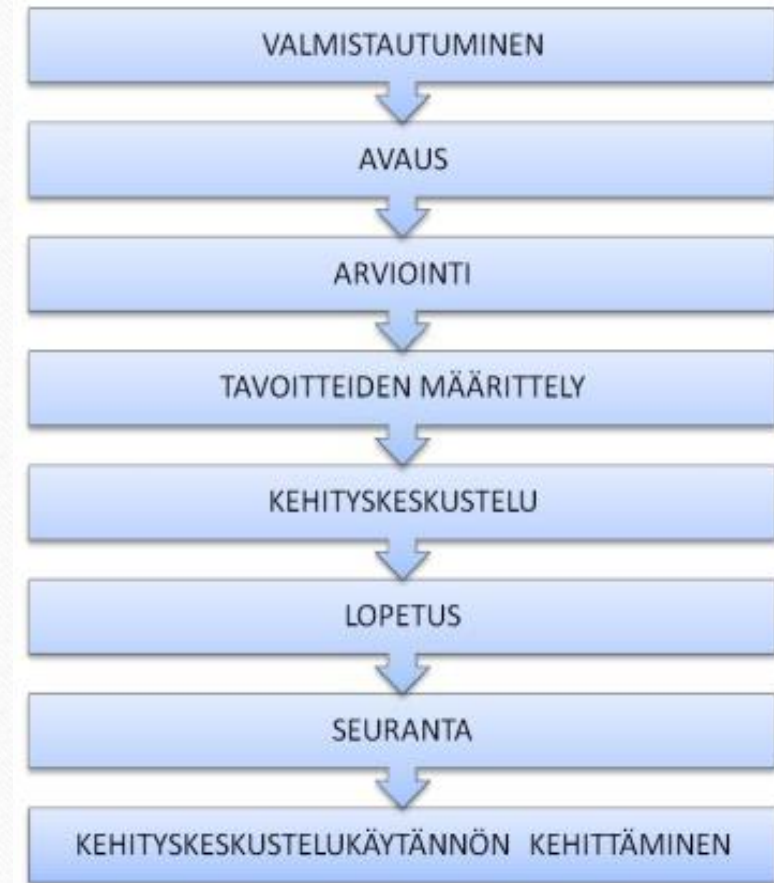 VALMISTAUTUMINEN
AVAUS
ARVIOINTI
TAVOITTEIDEN MÄÄRITTELY
KEHITYSKESKUSTELU
LOPETUS
SEURANTA
KEHITYSKESKUSTELUKÄYTÄNNÖN KEHITTÄMINEN